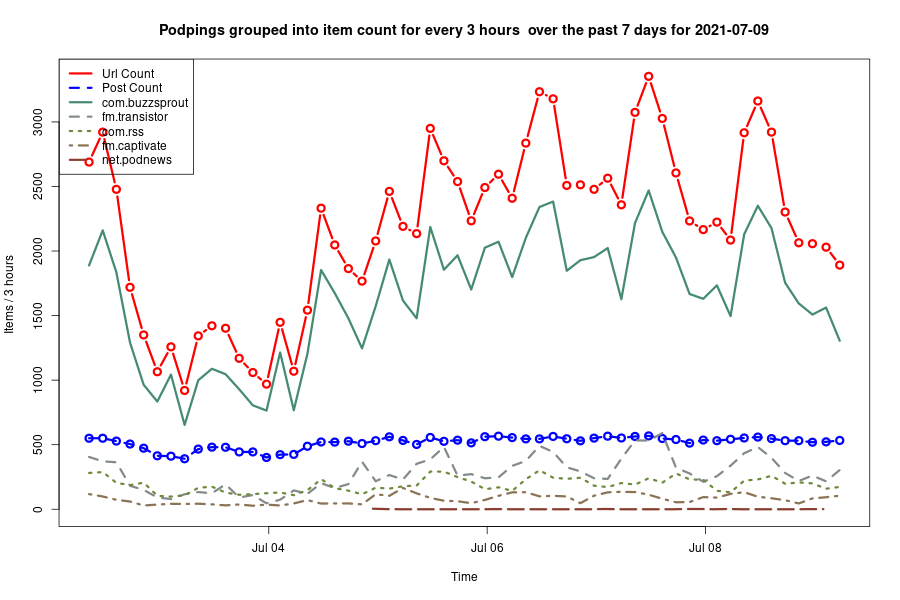 Podpings grouped into item count for every 3 hours  over the past 7 days for 2021-07-09
Url Count
Post Count
com.buzzsprout
fm.transistor
com.rss
fm.captivate
net.podnews
Items / 3 hours
3000
2500
2000
1500
1000
500
0
Jul 04
Jul 06
Jul 08
Time